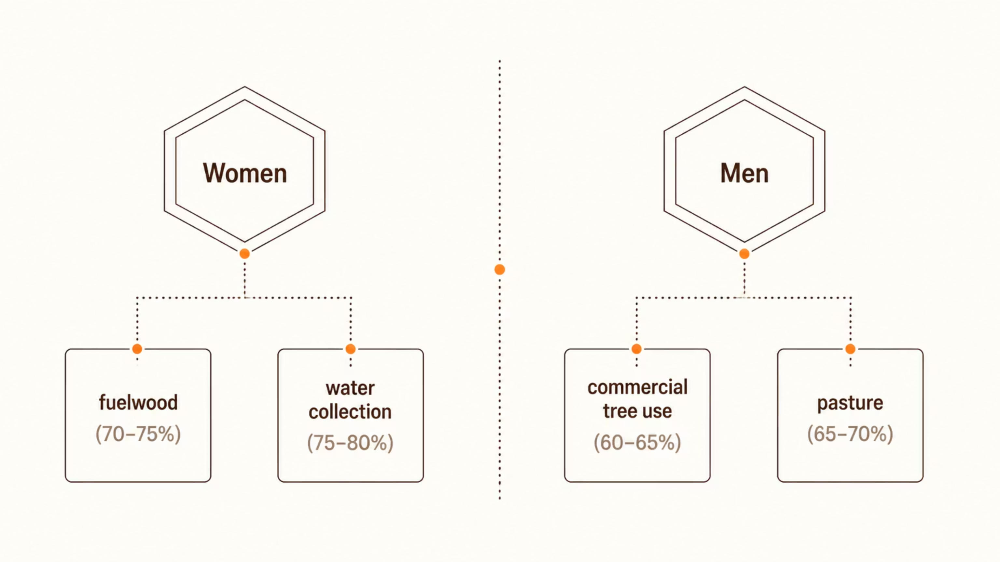 Women
fuelwood
(70–75%)
water
collection
(75–80%)
Men
commercial
tree use
(60–65%)
pasture
(65–70%)